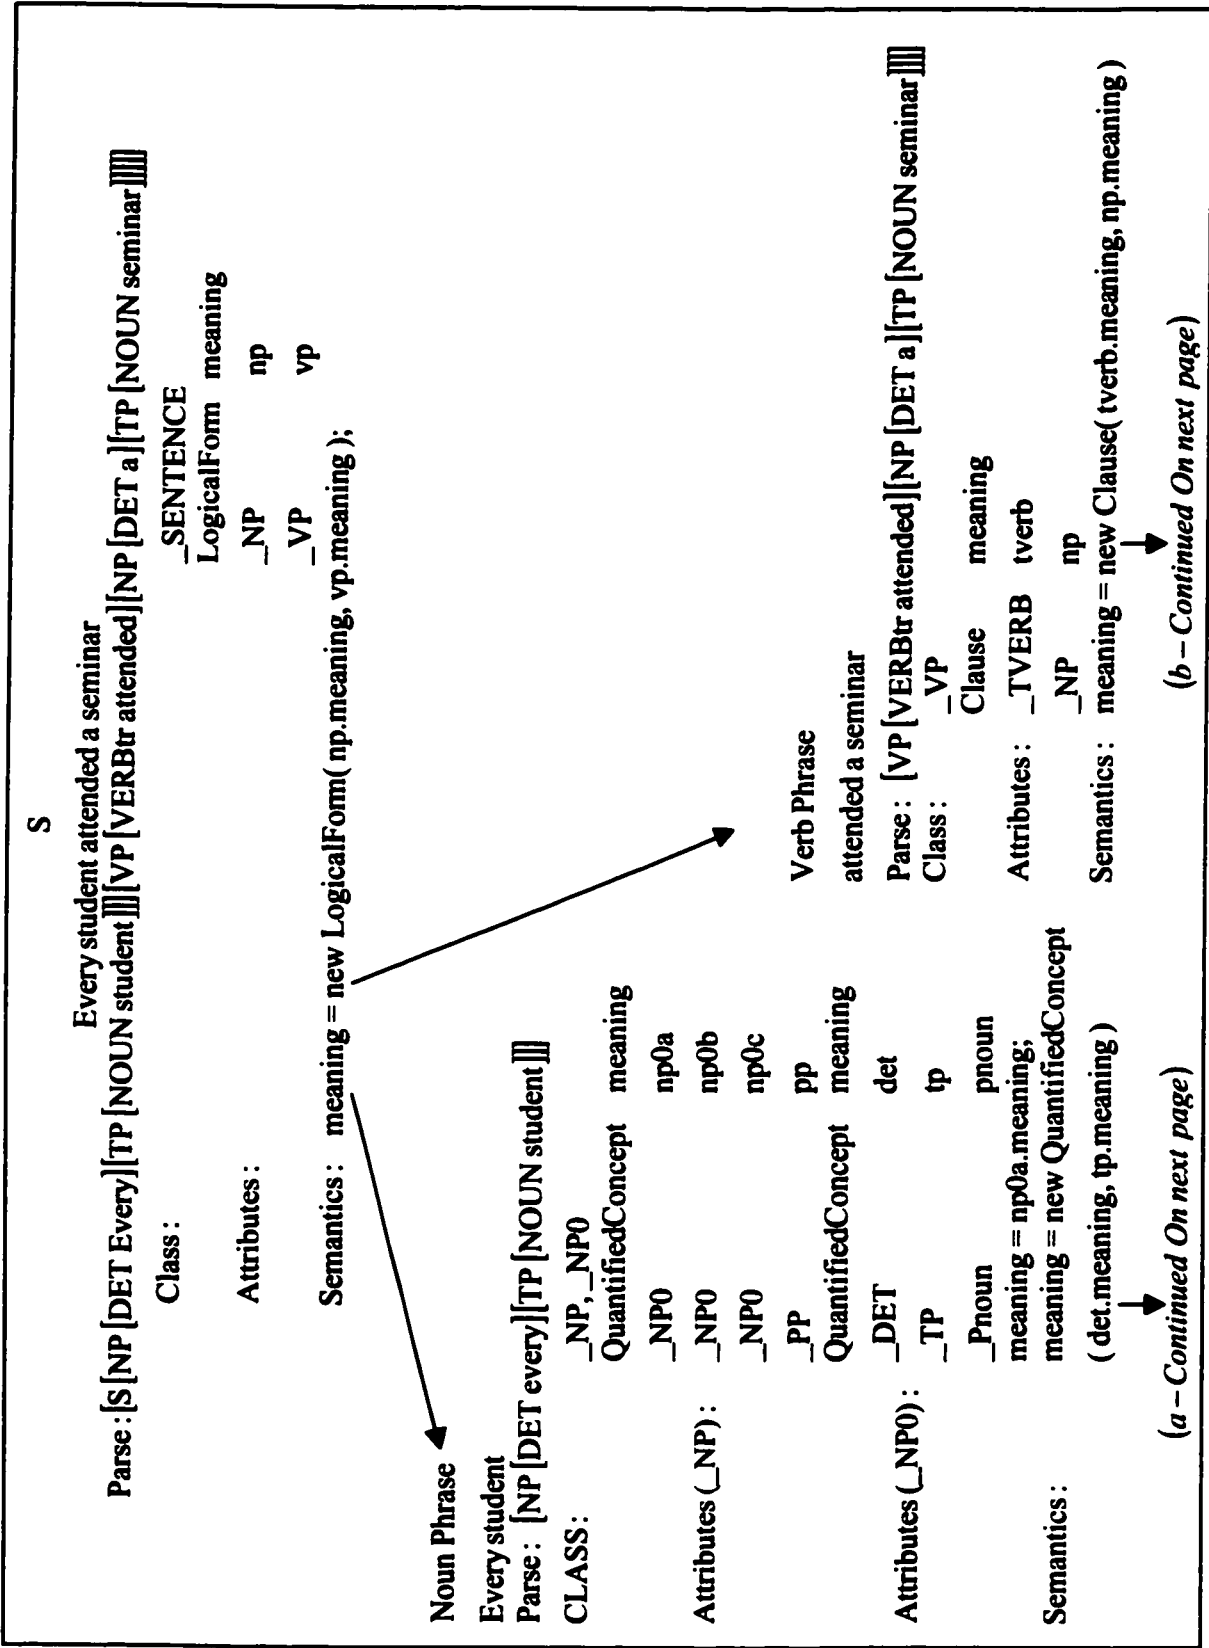 S
Every student attended a seminar
Parse : [S [NP [DET Every][TP [NOUN student]]]][VP [VERBtr attended][NP [DET a][TP [NOUN seminar]]]]]
Class : _SENTENCE
LogicalForm meaning
Attributes : _NP np
_VP vp
Semantics : meaning = new LogicalForm( np.meaning, vp.meaning );
Noun Phrase
Every student
Parse : [NP [DET every][TP [NOUN student]]]
CLASS : _NP, _NP0
QuantifiedConcept meaning
_NP0 np0a
Attributes (_NP) : _NP0 np0b
_NP0 np0c
_PP pp
QuantifiedConcept meaning
Attributes (_NP0) : _DET det
_TP tp
_Pnoun pnoun
meaning = np0a.meaning;
Semantics : meaning = new QuantifiedConcept
( det.meaning, tp.meaning )
(a – Continued On next page)
Verb Phrase
attended a seminar
Parse : [VP [VERBtr attended][NP [DET a][TP [NOUN seminar]]]]
Class : _VP
Clause meaning
Attributes : _TVERB tverb
_NP np
Semantics : meaning = new Clause( tverb.meaning, np.meaning )
(b – Continued On next page)